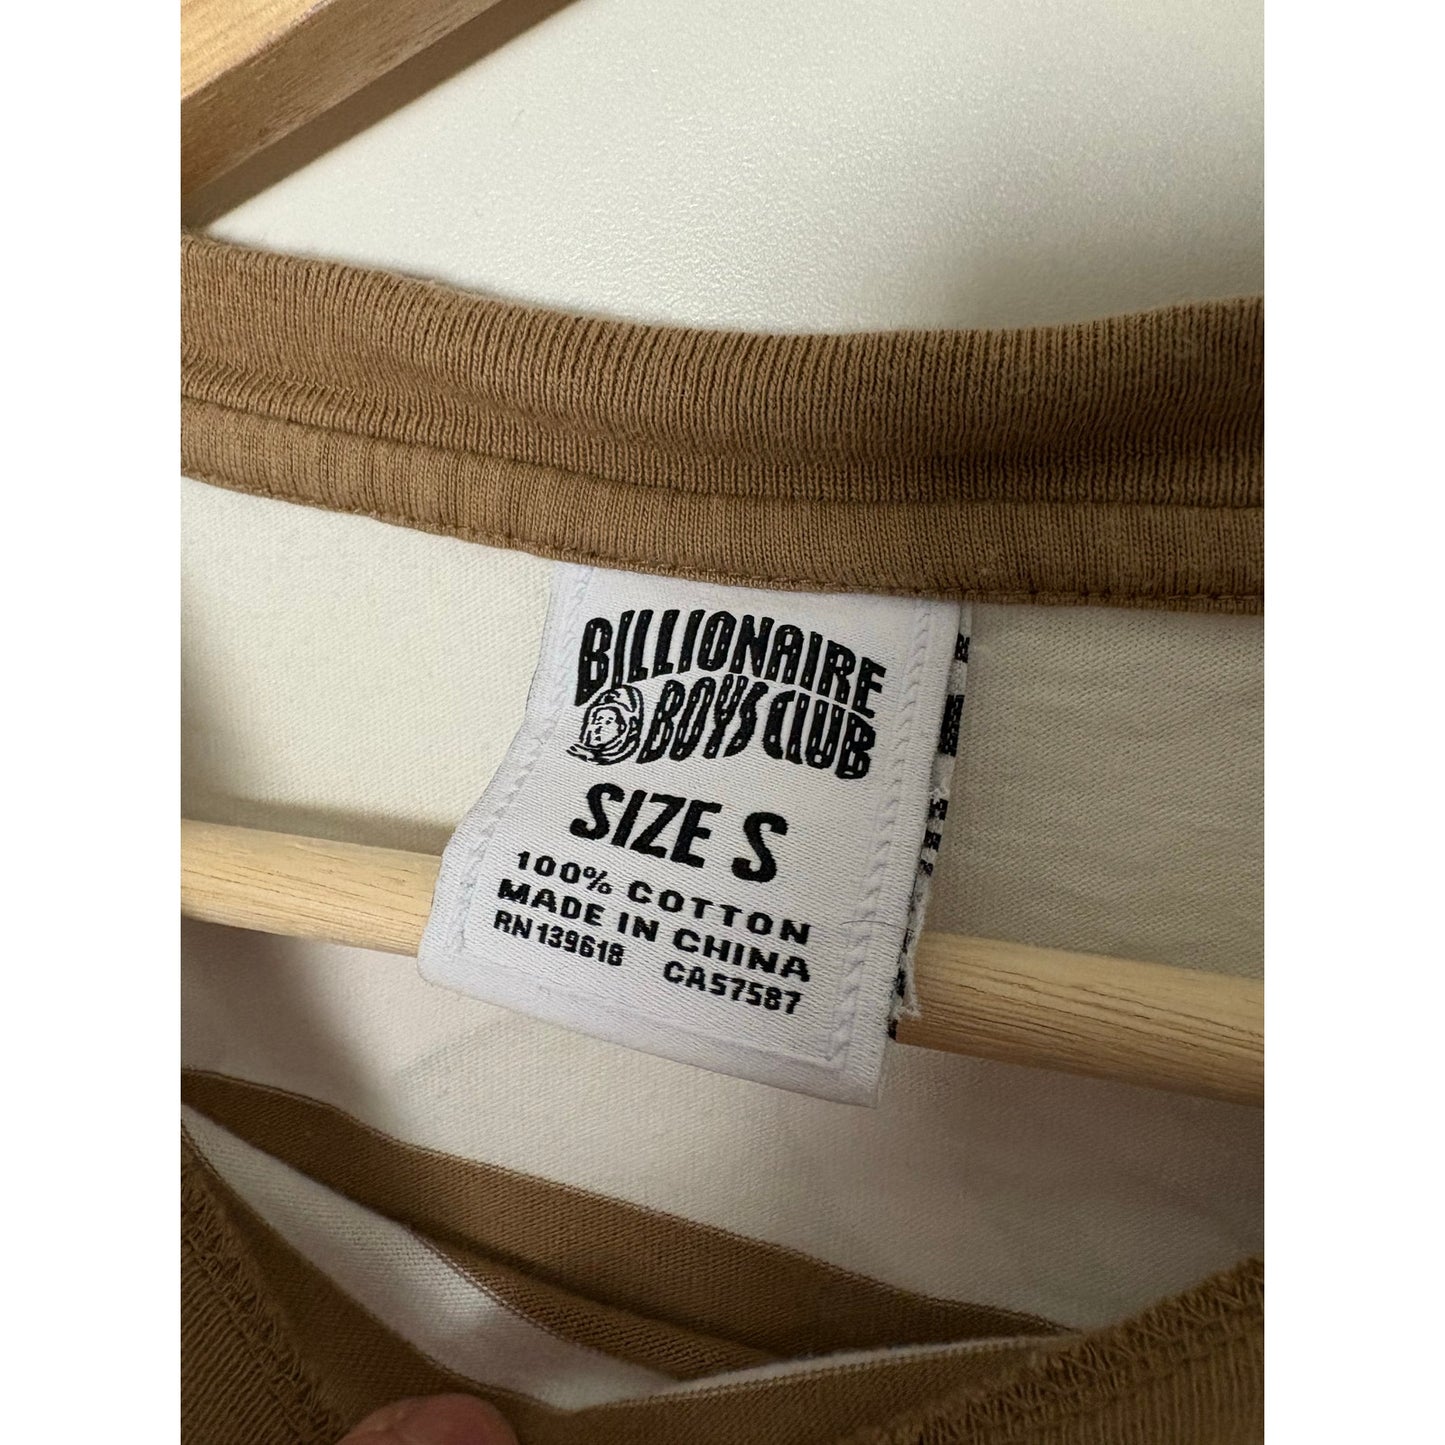 BILLIONAIRE
BOYS CLUB
SIZE S
100% COTTON
MADE IN CHINA
RN 139618 CA57587